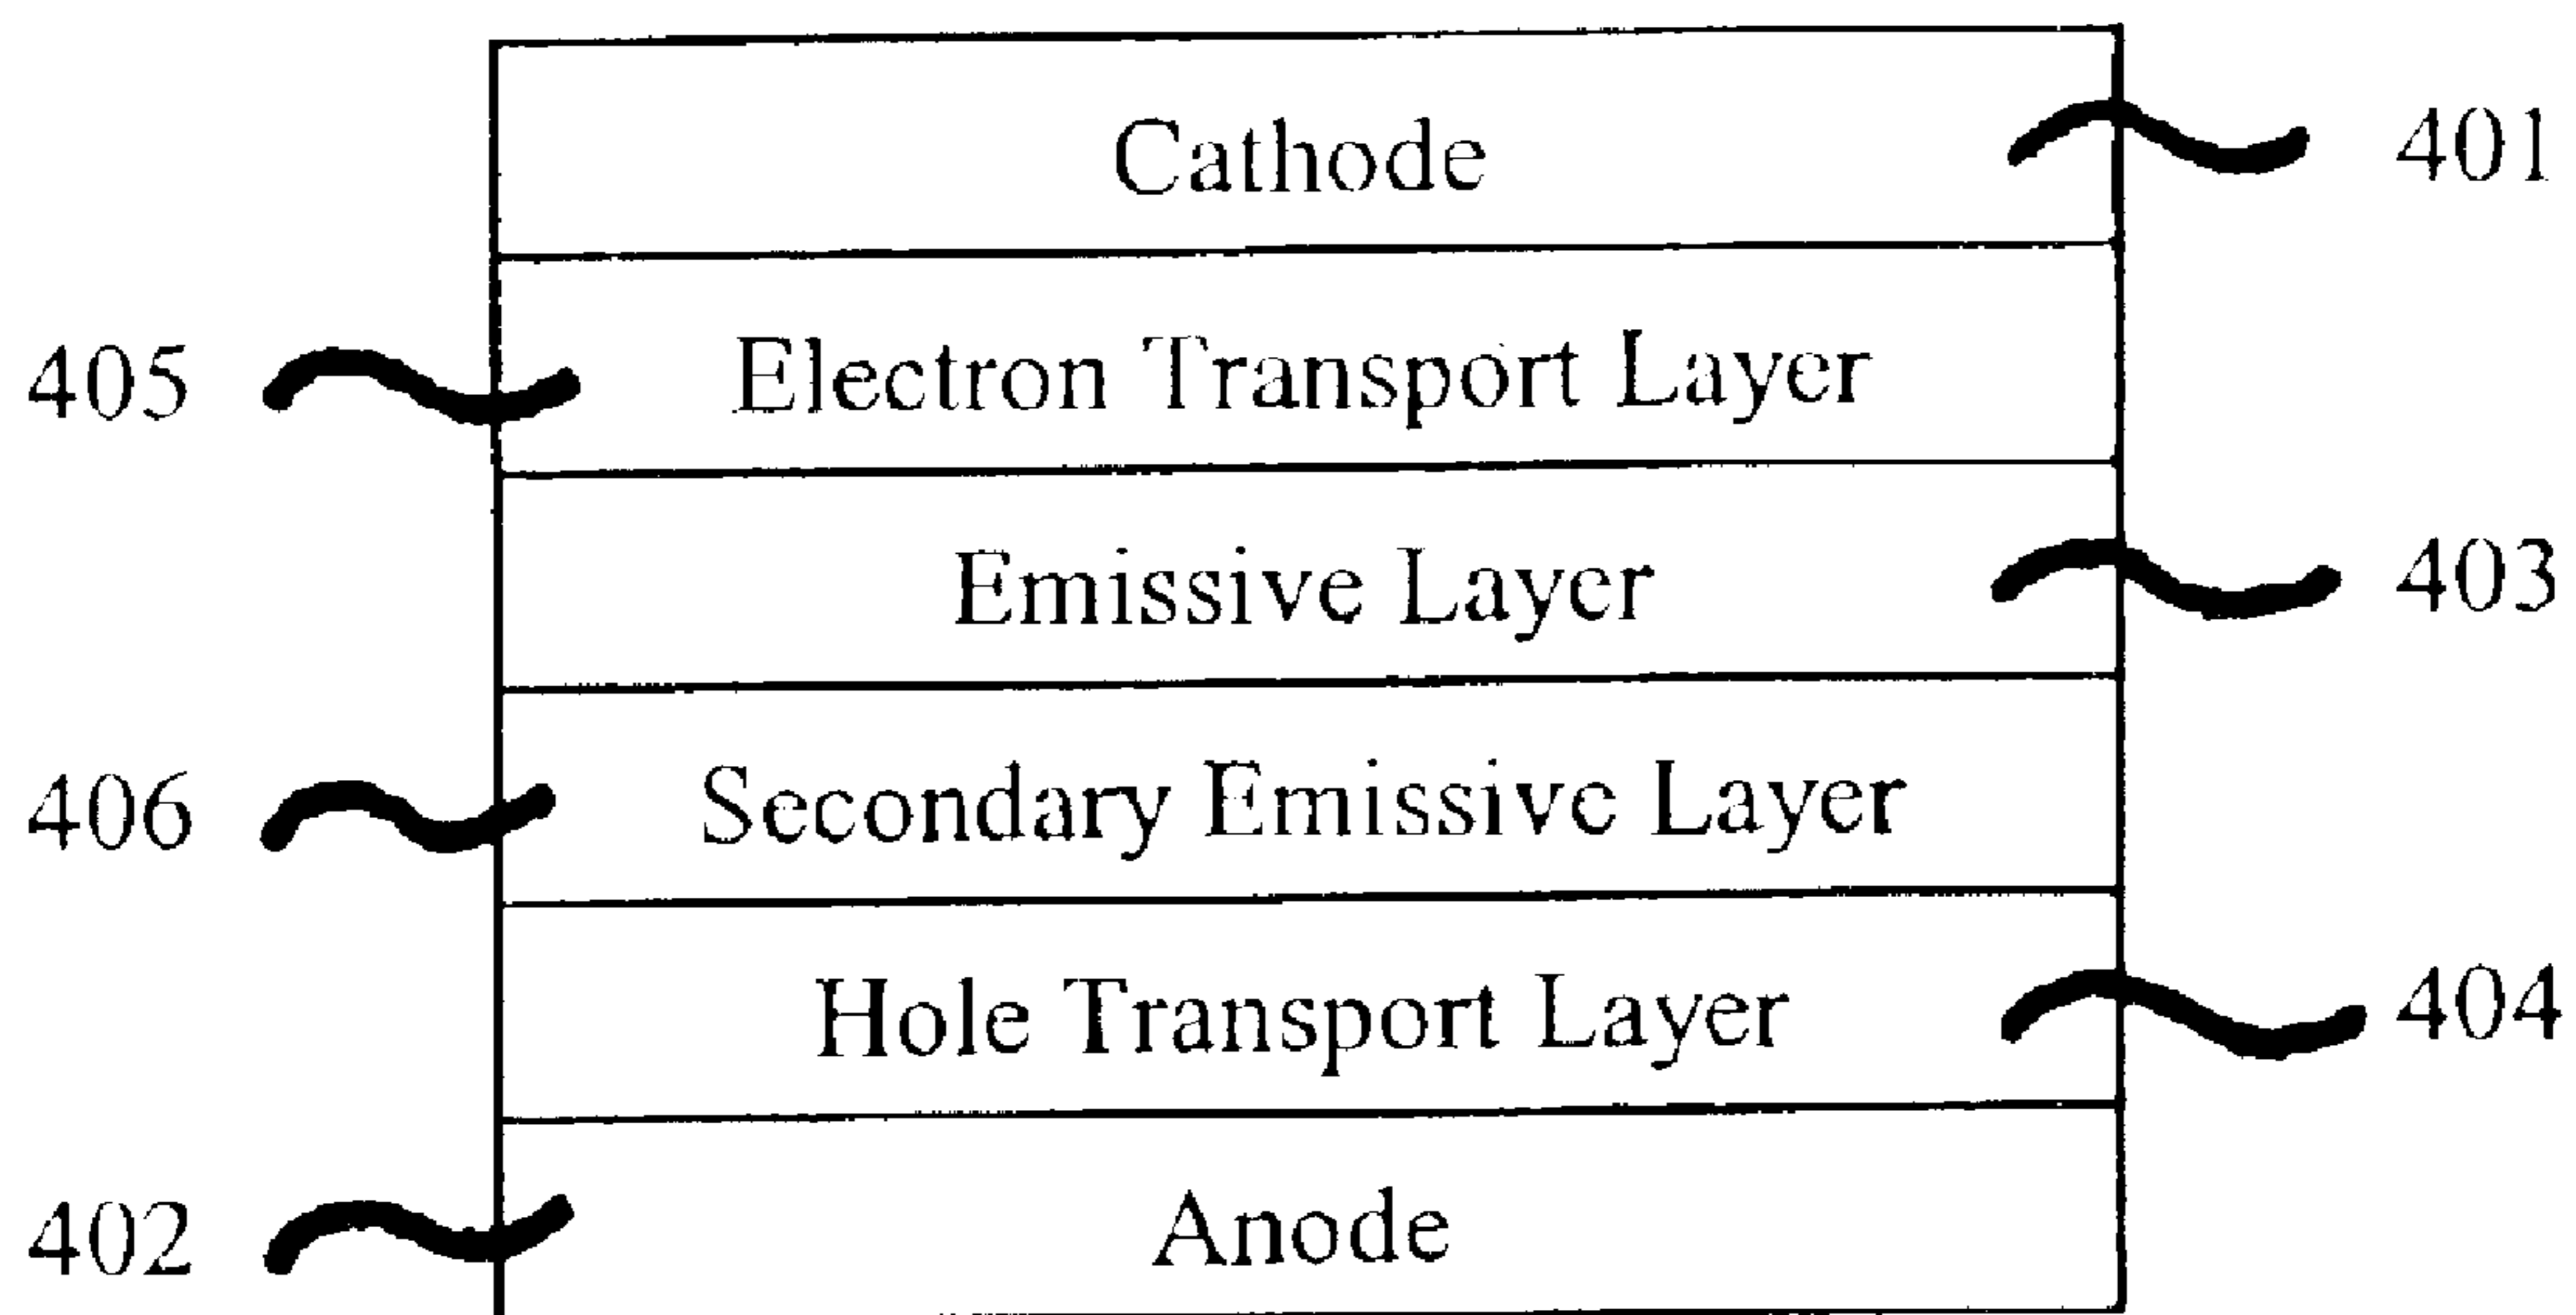 Cathode 401
405 Electron Transport Layer
Emissive Layer 403
406 Secondary Emissive Layer
Hole Transport Layer 404
402 Anode